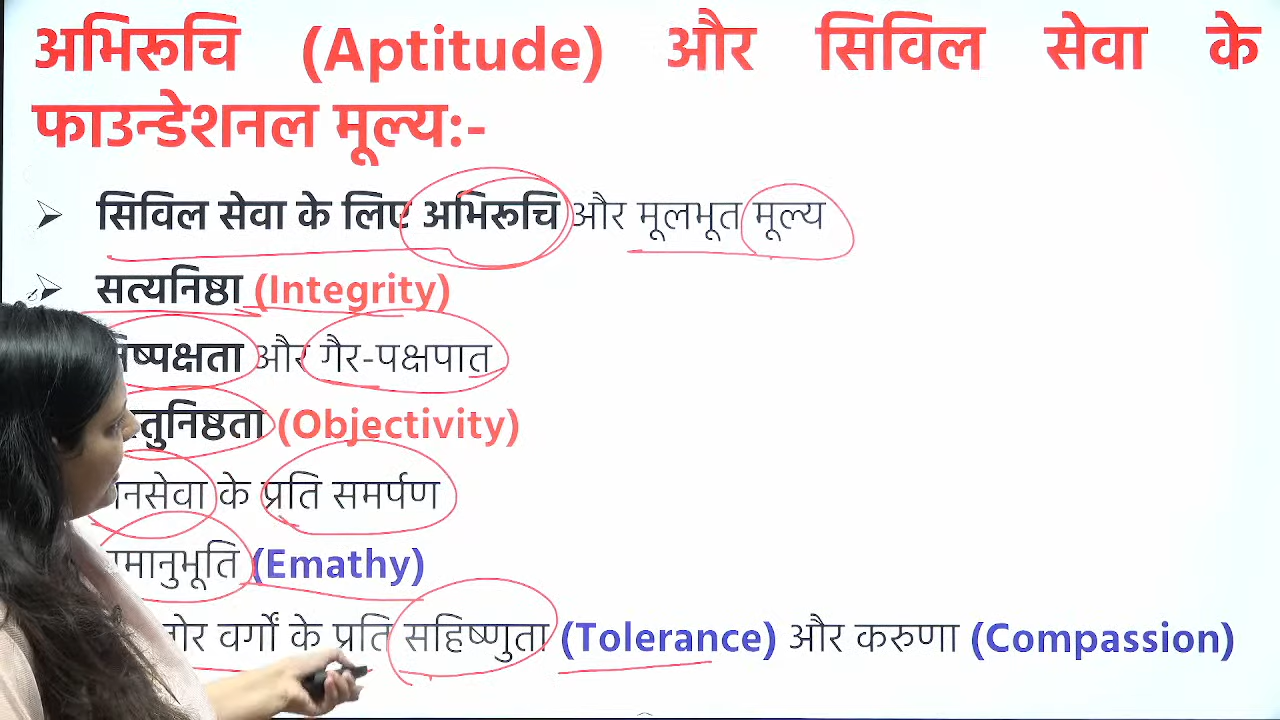 अभिरूचि (Aptitude) और सिविल सेवा के
फाउन्डेशनल मूल्य:-
सिविल सेवा के लिए अभिरूचि और मूलभूत मूल्य
सत्यनिष्ठा (Integrity)
और गैर-पक्षपात
(Objectivity)
के प्रति समर्पण
(Emathy)
वर्गों के प्रति सहिष्णुता (Tolerance) और करुणा (Compassion)